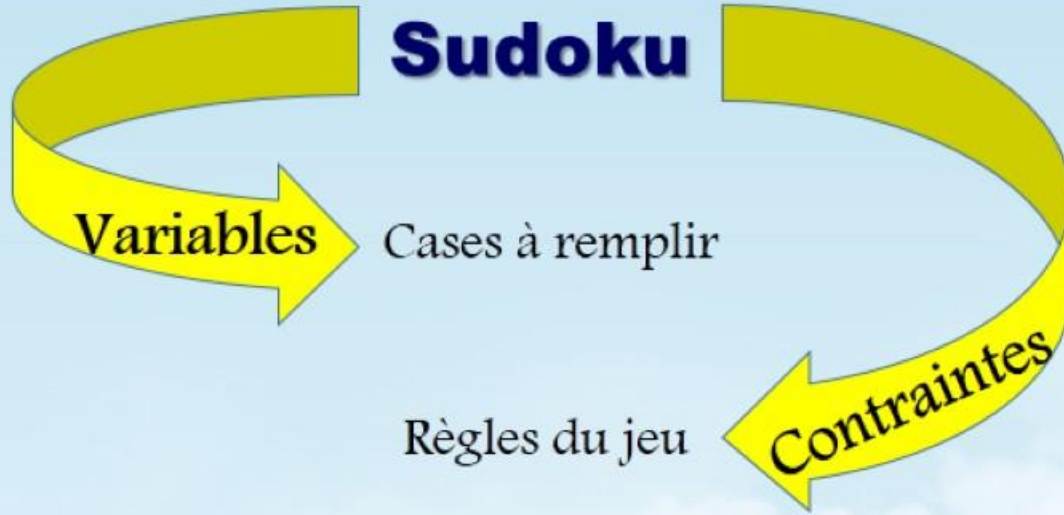 Sudoku
Variables
Cases à remplir
Contraintes
Règles du jeu